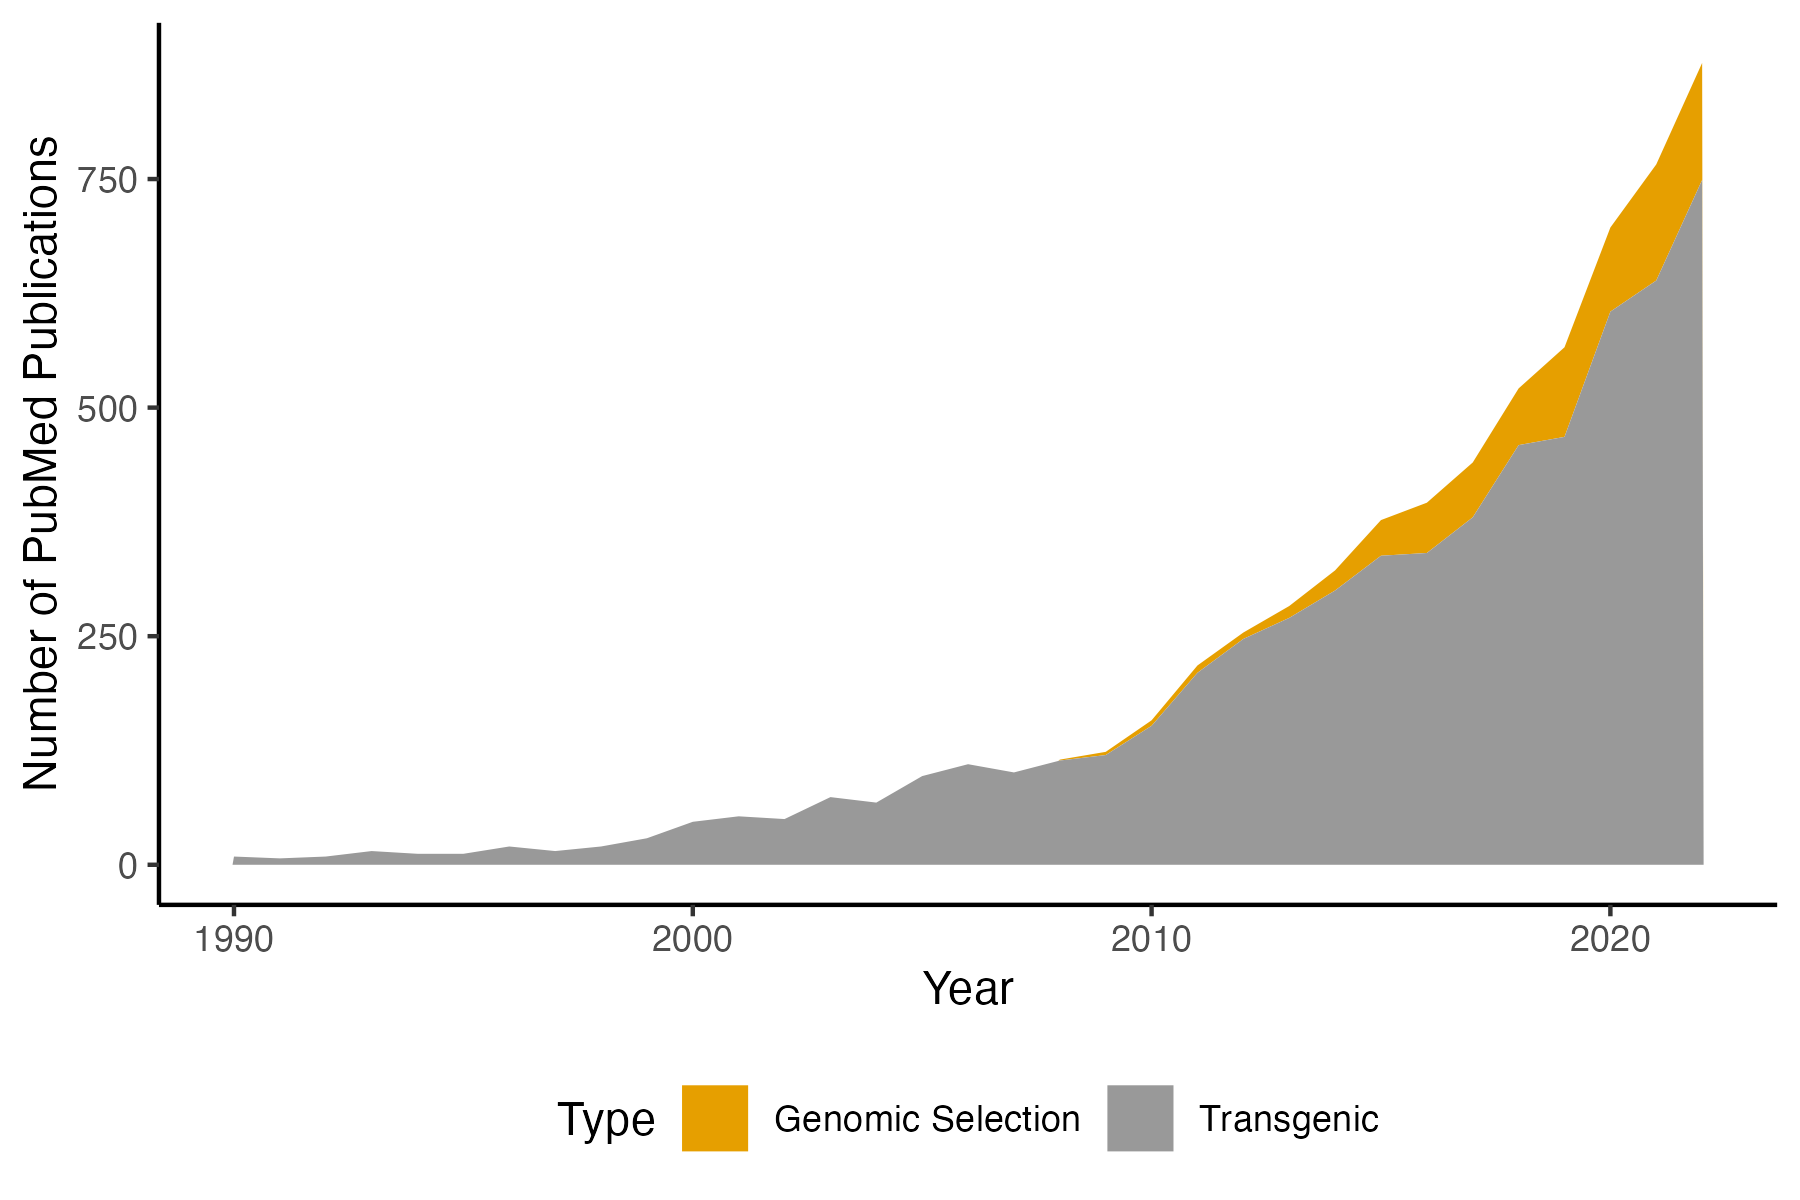 Number of PubMed Publications
750
500
250
0
1990 2000 2010 2020
Year
Type Genomic Selection Transgenic